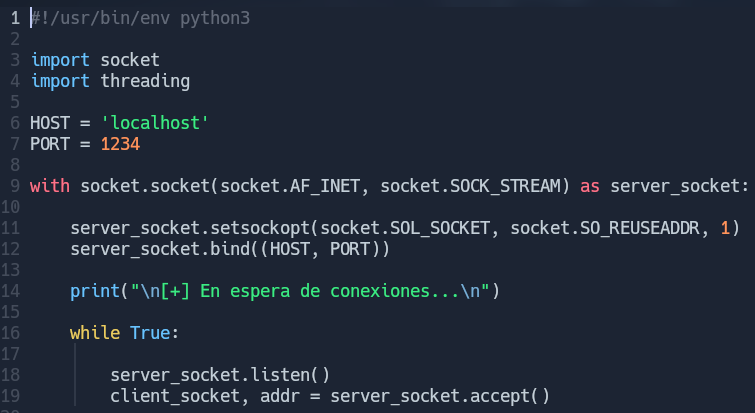 1 #!/usr/bin/env python3
2
3 import socket
4 import threading
5
6 HOST = 'localhost'
7 PORT = 1234
8
9 with socket.socket(socket.AF_INET, socket.SOCK_STREAM) as server_socket:
10
11     server_socket.setsockopt(socket.SOL_SOCKET, socket.SO_REUSEADDR, 1)
12     server_socket.bind((HOST, PORT))
13
14     print("\n[+] En espera de conexiones...\n")
15
16     while True:
17
18         server_socket.listen()
19         client_socket, addr = server_socket.accept()